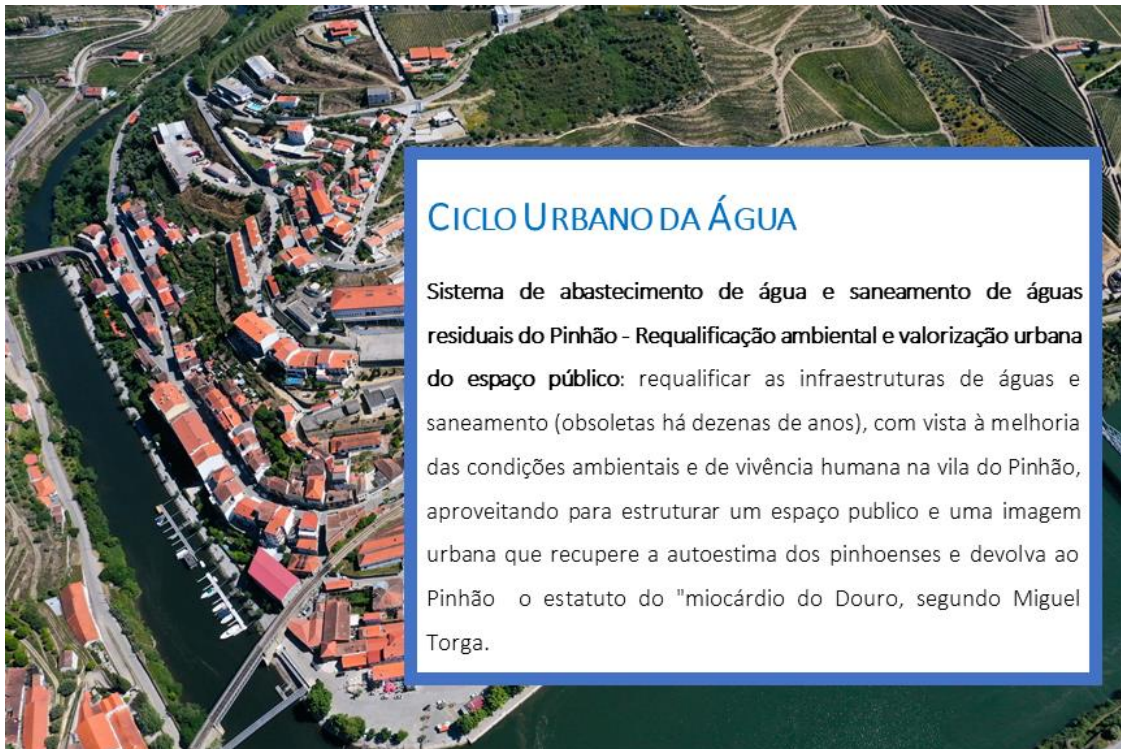 CICLO URBANO DA ÁGUA
Sistema de abastecimento de água e saneamento de águas
residuais do Pinhão - Requalificação ambiental e valorização urbana
do espaço público: requalificar as infraestruturas de águas e
saneamento (obsoletas há dezenas de anos), com vista à melhoria
das condições ambientais e de vivência humana na vila do Pinhão,
aproveitando para estruturar um espaço publico e uma imagem
urbana que recupere a autoestima dos pinhoenses e devolva ao
Pinhão o estatuto do "miocárdio do Douro, segundo Miguel
Torga.